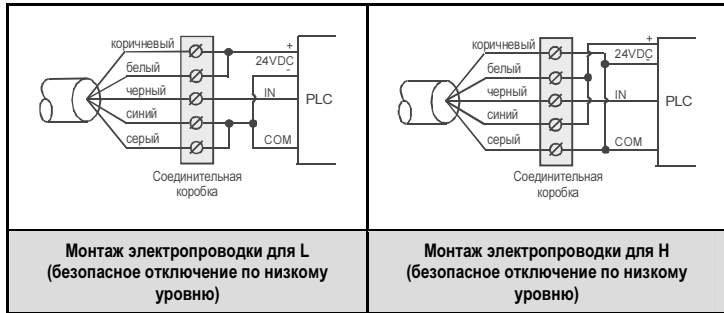 коричневый
белый
черный
синий
серый
+
24VDC
-
IN
COM
PLC
Соединительная
коробка
Монтаж электропроводки для L
(безопасное отключение по низкому
уровню)
коричневый
белый
черный
синий
серый
+
24VDC
-
IN
COM
PLC
Соединительная
коробка
Монтаж электропроводки для H
(безопасное отключение по низкому
уровню)